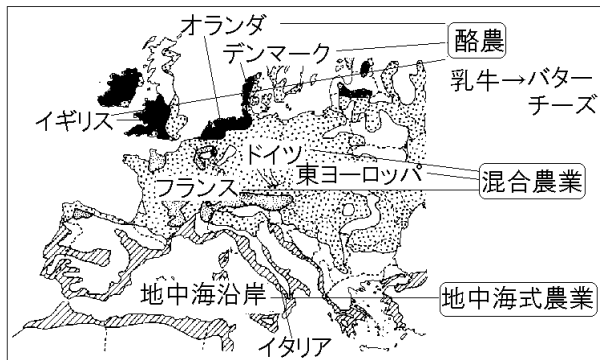 オランダ
デンマーク
酪農
乳牛→バター
チーズ
イギリス
ドイツ
東ヨーロッパ
フランス
混合農業
地中海沿岸
地中海式農業
イタリア